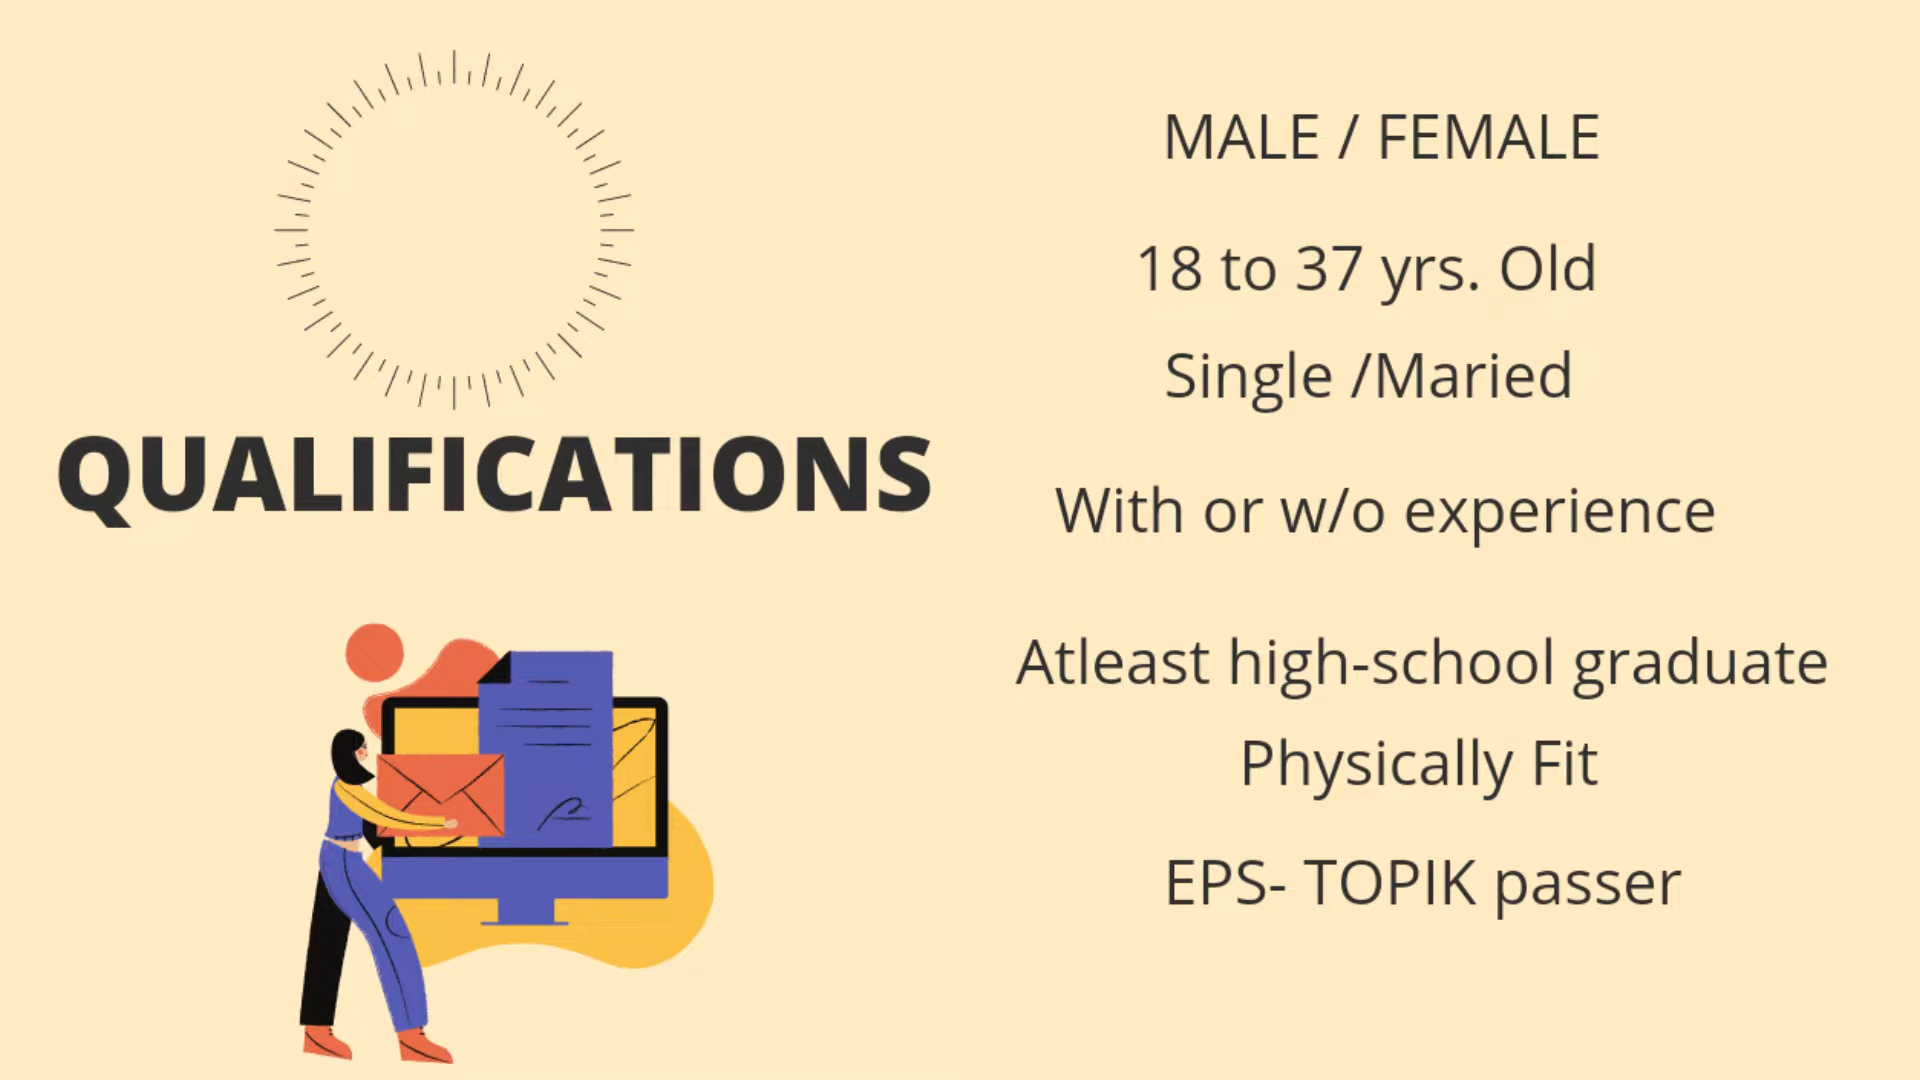 QUALIFICATIONS
MALE / FEMALE
18 to 37 yrs. Old
Single /Maried
With or w/o experience
Atleast high-school graduate
Physically Fit
EPS- TOPIK passer